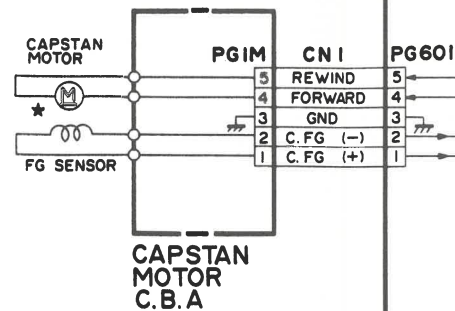 CAPSTAN
MOTOR
M
★
FG SENSOR
PG1M CN1 PG601
5 REWIND 5
4 FORWARD 4
3 GND 3
2 C. FG (–) 2
1 C. FG (+) 1
CAPSTAN
MOTOR
C.B.A